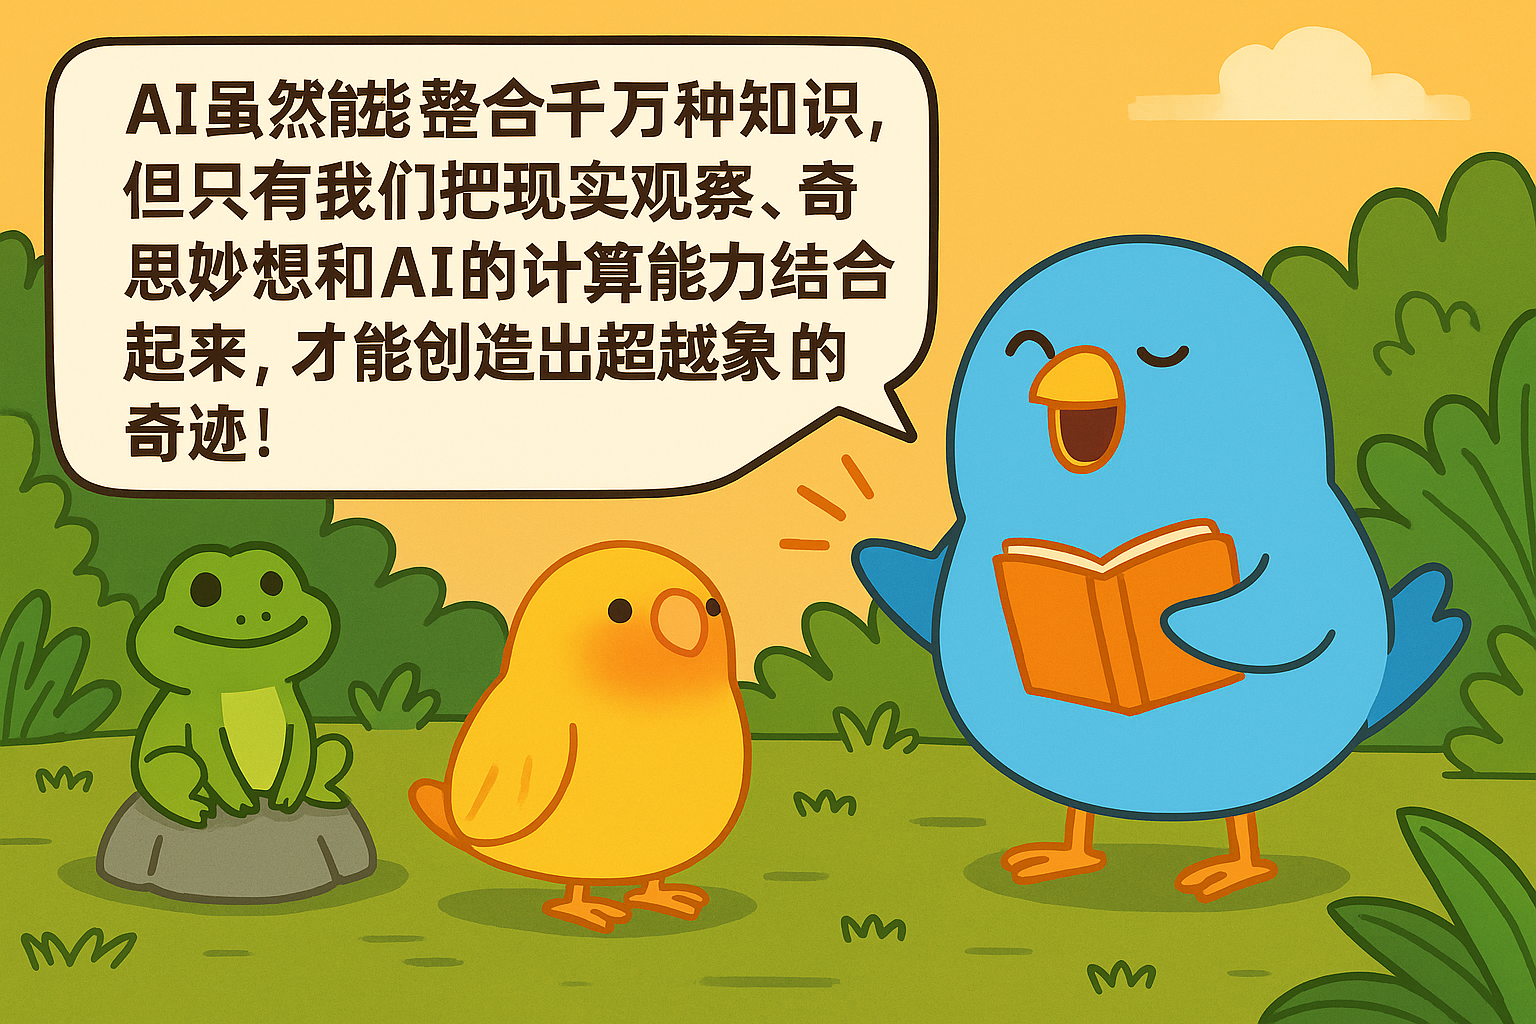 AI虽然能整合千万种知识,
但只有我们把现实观察、奇
思妙想和AI的计算能力结合
起来, 才能创造出超越象的
奇迹!